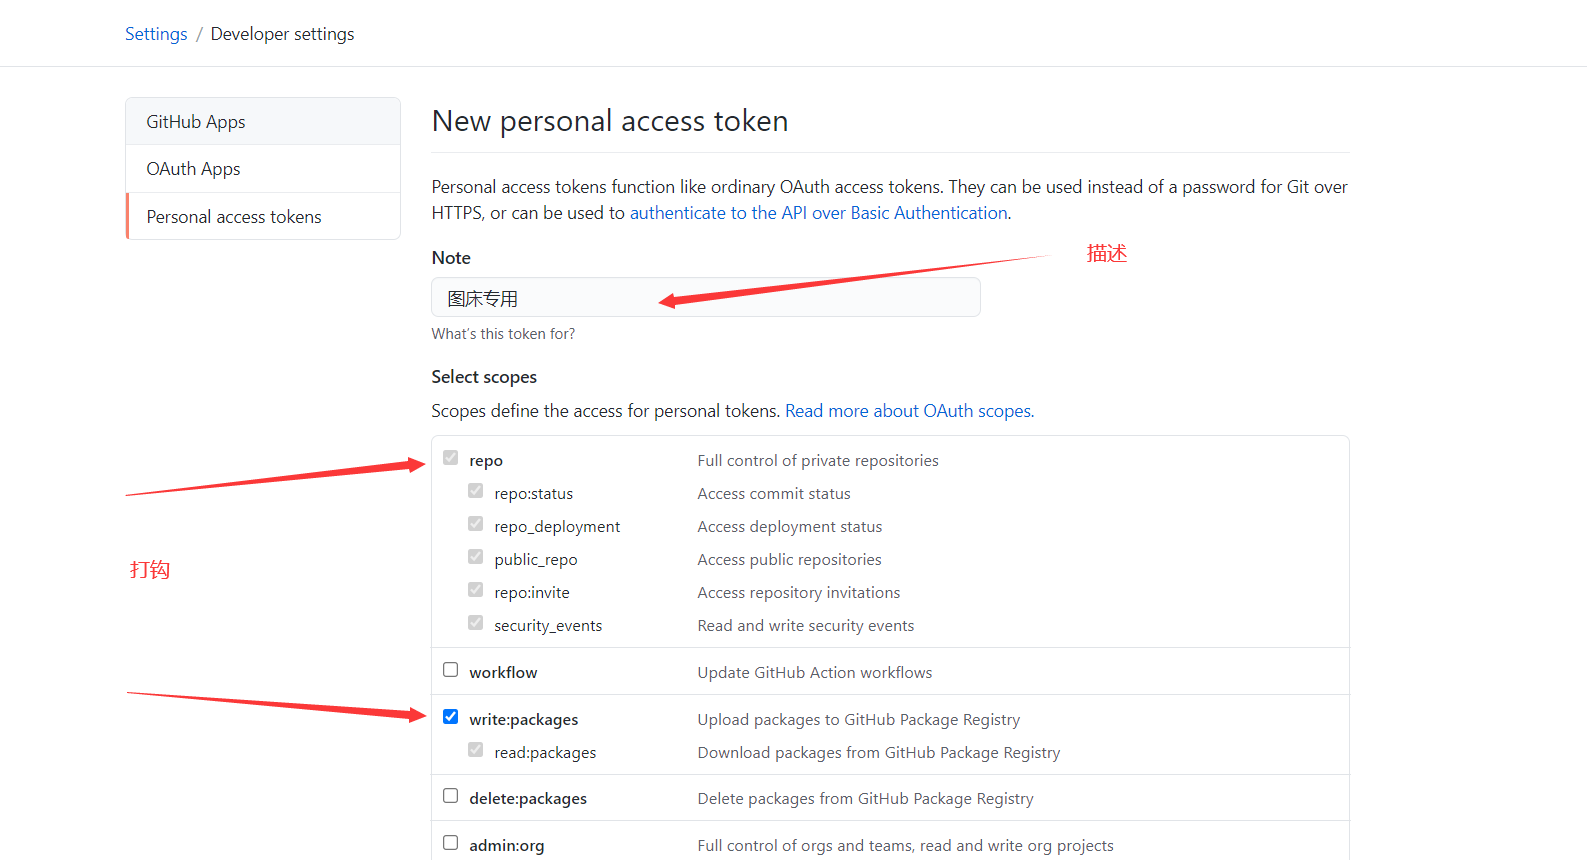 Settings / Developer settings
GitHub Apps
OAuth Apps
Personal access tokens
New personal access token
Personal access tokens function like ordinary OAuth access tokens. They can be used instead of a password for Git over
HTTPS, or can be used to authenticate to the API over Basic Authentication.
Note
描述
图床专用
What's this token for?
Select scopes
Scopes define the access for personal tokens. Read more about OAuth scopes.
repo Full control of private repositories
repo:status Access commit status
repo_deployment Access deployment status
public_repo Access public repositories
打钩
repo:invite Access repository invitations
security_events Read and write security events
workflow Update GitHub Action workflows
write:packages Upload packages to GitHub Package Registry
read:packages Download packages from GitHub Package Registry
delete:packages Delete packages from GitHub Package Registry
admin:org Full control of orgs and teams, read and write org projects